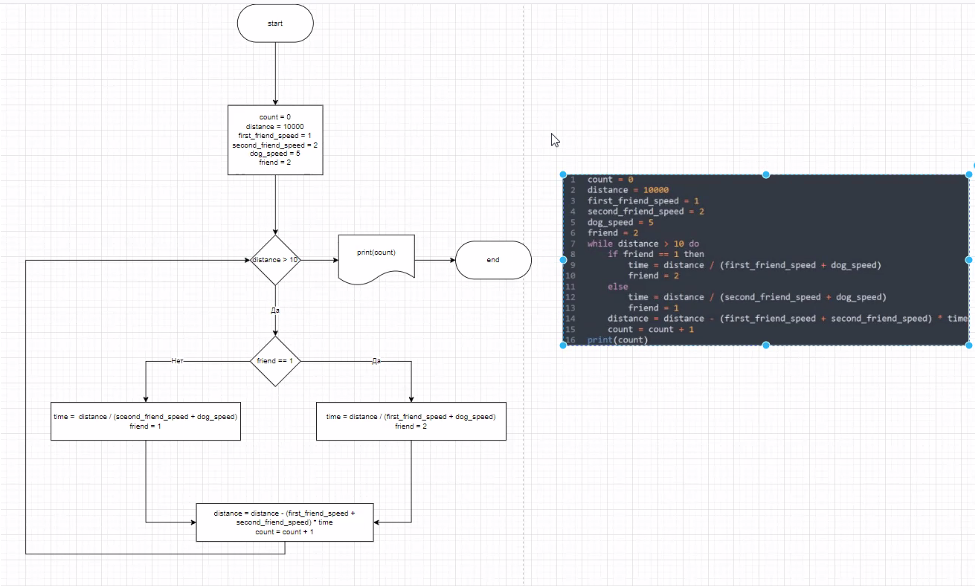 start
count = 0
distance = 10000
first_friend_speed = 1
second_friend_speed = 2
dog_speed = 5
friend = 2
distance > 10
print(count)
end
Да
friend == 1
Нет
Да
time = distance / (second_friend_speed + dog_speed)
friend = 1
time = distance / (first_friend_speed + dog_speed)
friend = 2
distance = distance - (first_friend_speed +
second_friend_speed) * time
count = count + 1
1 count = 0
2 distance = 10000
3 first_friend_speed = 1
4 second_friend_speed = 2
5 dog_speed = 5
6 friend = 2
7 while distance > 10 do
8 if friend == 1 then
9 time = distance / (first_friend_speed + dog_speed)
10 friend = 2
11 else
12 time = distance / (second_friend_speed + dog_speed)
13 friend = 1
14 distance = distance - (first_friend_speed + second_friend_speed) * time
15 count = count + 1
16 print(count)